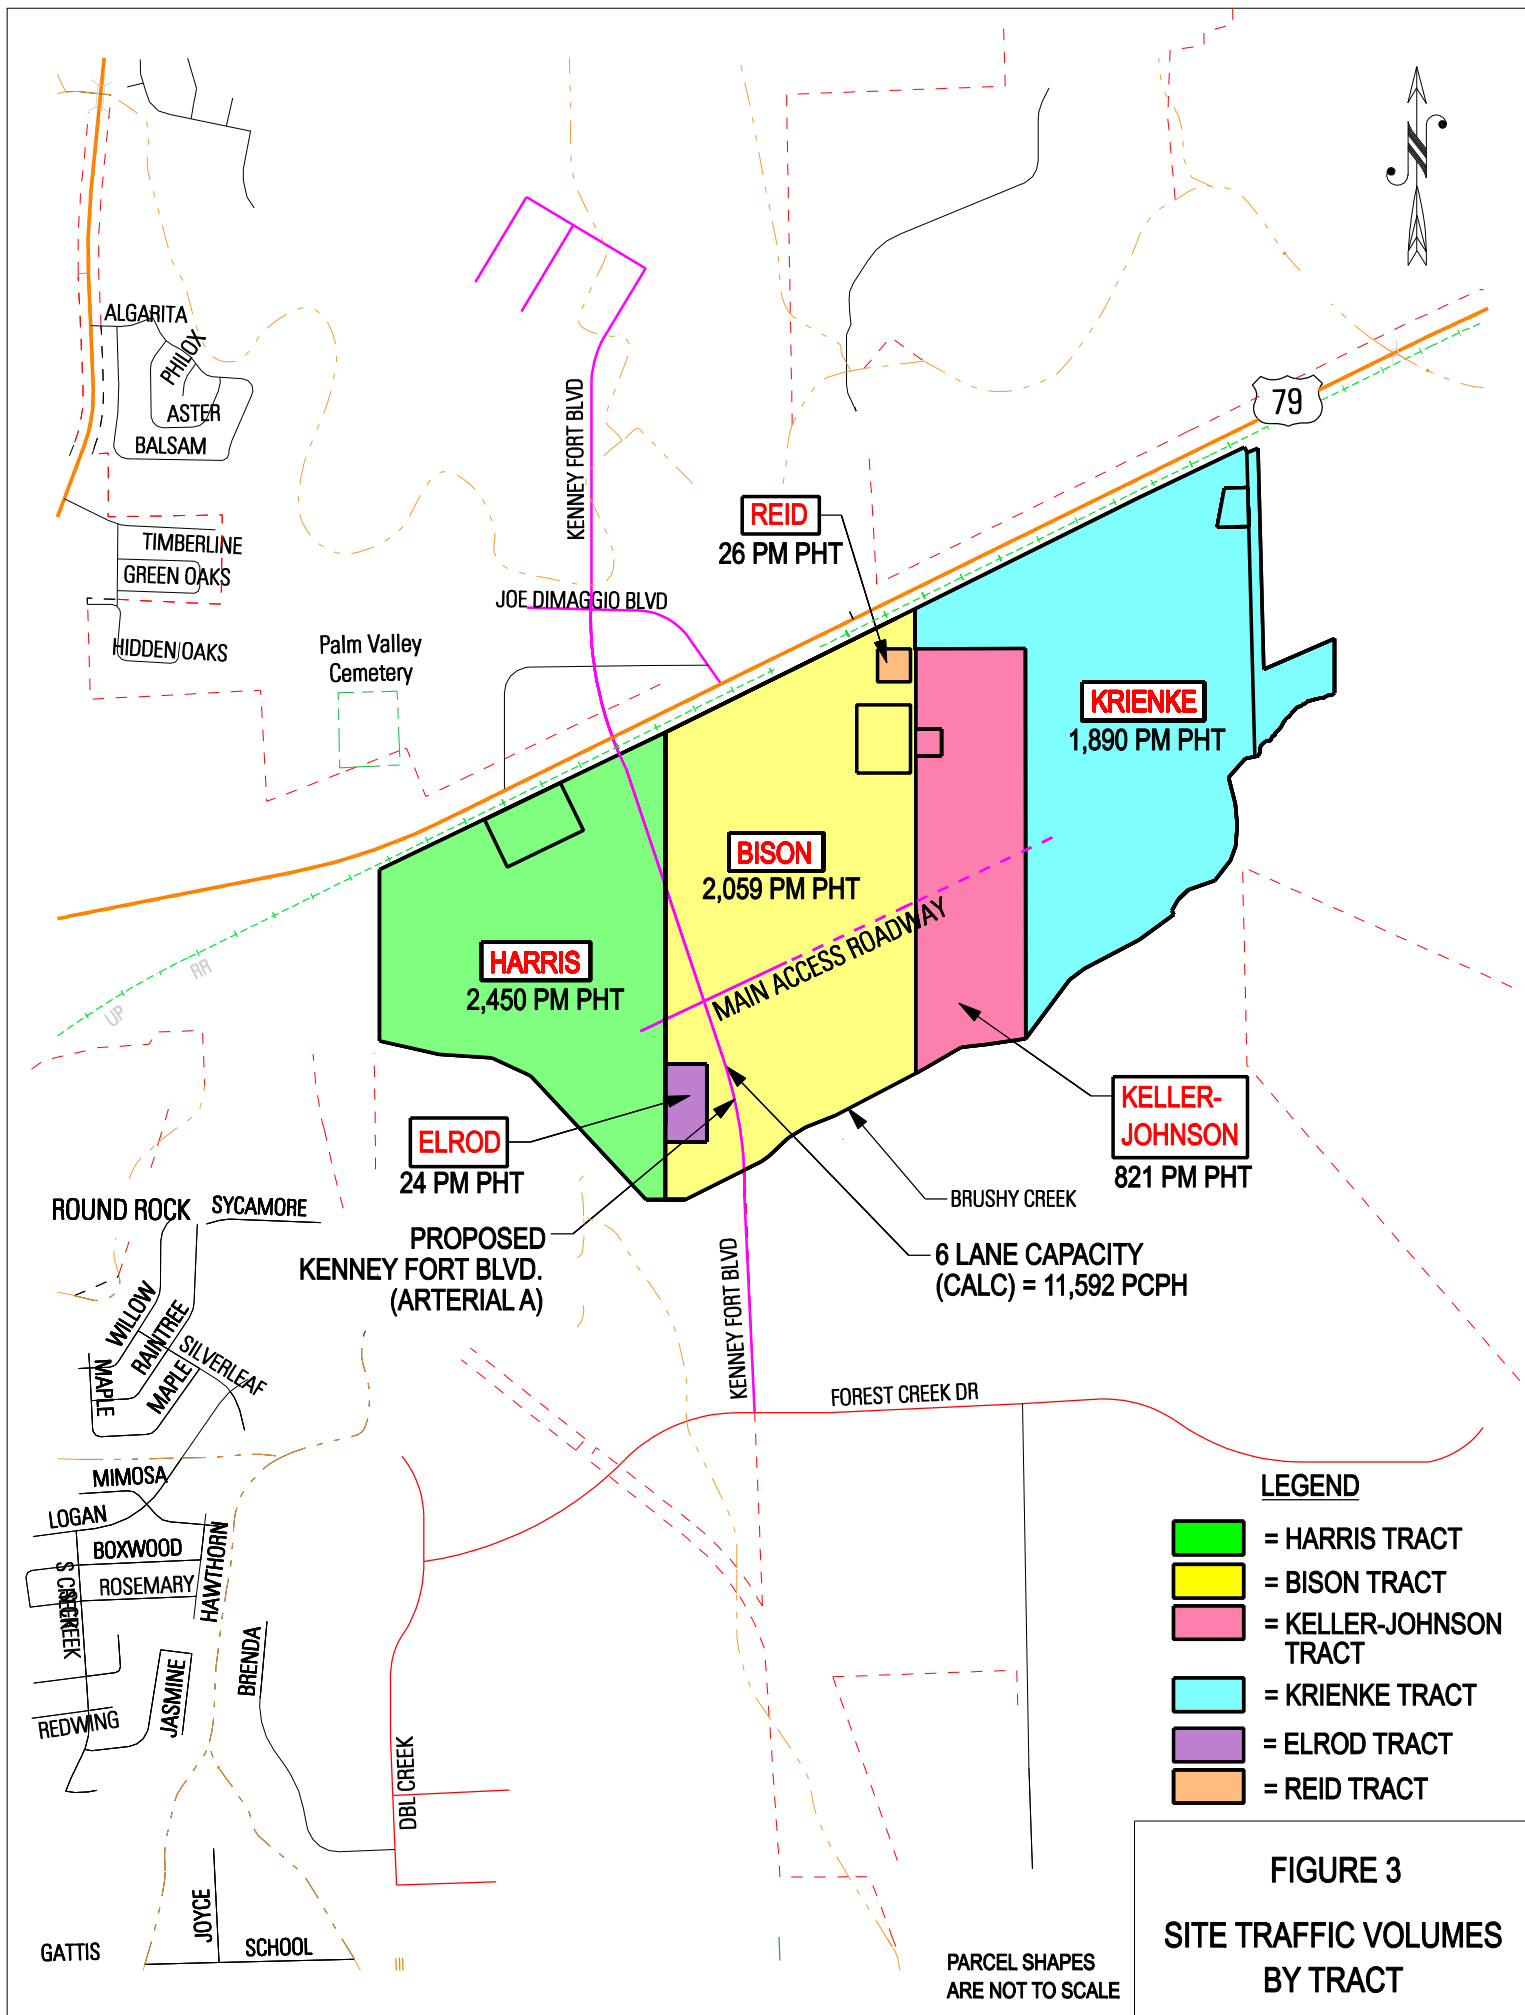 ALGARITA
PHILOX
ASTER
BALSAM
TIMBERLINE
GREEN OAKS
HIDDEN OAKS
Palm Valley
Cemetery
KENNEY FORT BLVD
JOE DIMAGGIO BLVD
N
79
REID
26 PM PHT
KRIENKE
1,890 PM PHT
BISON
2,059 PM PHT
HARRIS
2,450 PM PHT
MAIN ACCESS ROADWAY
UP
RR
KELLER-
JOHNSON
821 PM PHT
ELROD
24 PM PHT
BRUSHY CREEK
PROPOSED
KENNEY FORT BLVD.
(ARTERIAL A)
6 LANE CAPACITY
(CALC) = 11,592 PCPH
KENNEY FORT BLVD
FOREST CREEK DR
ROUND ROCK
SYCAMORE
WILLOW
RAINTREE
SILVERLEAF
MAPLE
MAPLE
MIMOSA
LOGAN
BOXWOOD
ROSEMARY
HAWTHORN
S CREEK
S CREEK
BRENDA
JASMINE
REDWING
DBL CREEK
JOYCE
GATTIS
SCHOOL
LEGEND
= HARRIS TRACT
= BISON TRACT
= KELLER-JOHNSON
TRACT
= KRIENKE TRACT
= ELROD TRACT
= REID TRACT
PARCEL SHAPES
ARE NOT TO SCALE
FIGURE 3
SITE TRAFFIC VOLUMES
BY TRACT